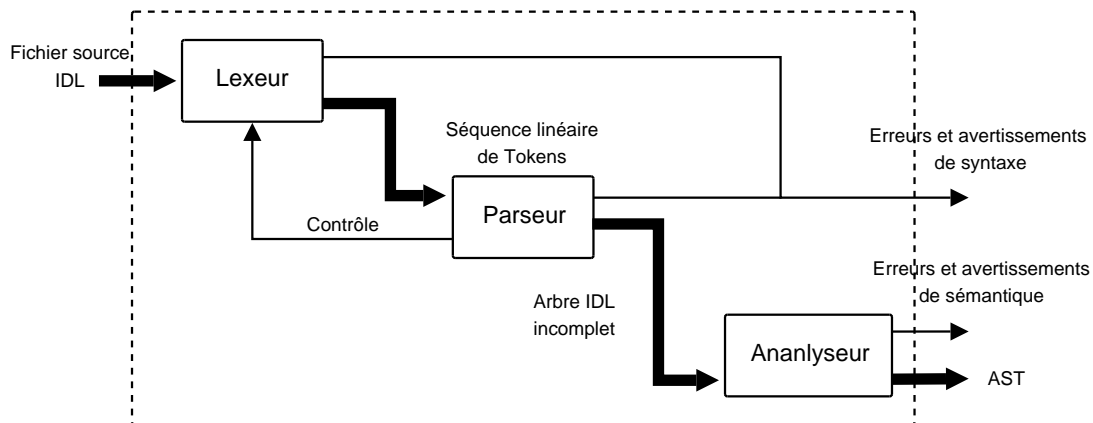 Fichier source
IDL
Lexeur
Séquence linéaire
de Tokens
Erreurs et avertissements
de syntaxe
Parseur
Contrôle
Erreurs et avertissements
de sémantique
Arbre IDL
incomplet
Ananlyseur
AST